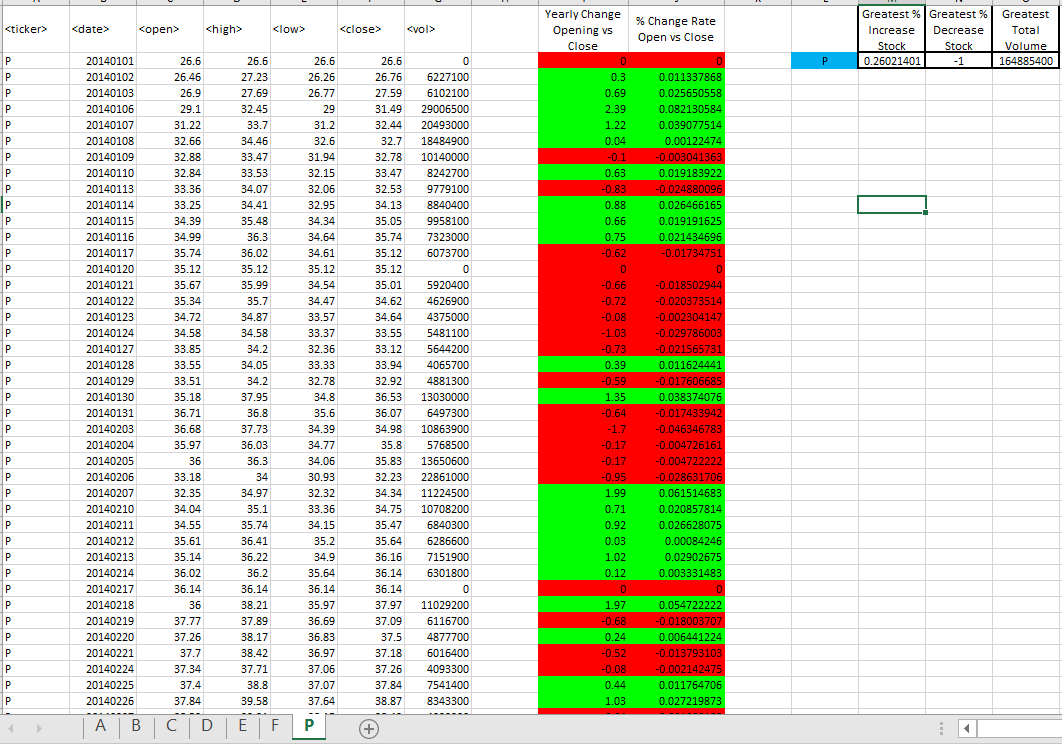 <ticker> <date> <open> <high> <low> <close> <vol> Yearly Change Opening vs Close % Change Rate Open vs Close Greatest % Increase Stock Greatest % Decrease Stock Greatest Total Volume
P 20140101 26.6 26.6 26.6 26.6 0 0 0 P 0.26021401 -1 164885400
P 20140102 26.46 27.23 26.26 26.76 6227100 0.3 0.011337868
P 20140103 26.9 27.69 26.77 27.59 6102100 0.69 0.025650558
P 20140106 29.1 32.45 29 31.49 29006500 2.39 0.082130584
P 20140107 31.22 33.7 31.2 32.44 20493000 1.22 0.039077514
P 20140108 32.66 34.46 32.6 32.7 18484900 0.04 0.00122474
P 20140109 32.88 33.47 31.94 32.78 10140000 -0.1 -0.003041363
P 20140110 32.84 33.53 32.15 33.47 8242700 0.63 0.019183922
P 20140113 33.36 34.07 32.06 32.53 9779100 -0.83 -0.024880096
P 20140114 33.25 34.41 32.95 34.13 8840400 0.88 0.026466165
P 20140115 34.39 35.48 34.34 35.05 9958100 0.66 0.019191625
P 20140116 34.99 36.3 34.64 35.74 7323000 0.75 0.021434696
P 20140117 35.74 36.02 34.61 35.12 6073700 -0.62 -0.01734751
P 20140120 35.12 35.12 35.12 35.12 0 0 0
P 20140121 35.67 35.99 34.54 35.01 5920400 -0.66 -0.018502944
P 20140122 35.34 35.7 34.47 34.62 4626900 -0.72 -0.020373514
P 20140123 34.72 34.87 33.57 34.64 4375000 -0.08 -0.002304147
P 20140124 34.58 34.58 33.37 33.55 5481100 -1.03 -0.029786003
P 20140127 33.85 34.2 32.36 33.12 5644200 -0.73 -0.021565731
P 20140128 33.55 34.05 33.33 33.94 4065700 0.39 0.011624441
P 20140129 33.51 34.2 32.78 32.92 4881300 -0.59 -0.017606685
P 20140130 35.18 37.95 34.8 36.53 13030000 1.35 0.038374076
P 20140131 36.71 36.8 35.6 36.07 6497300 -0.64 -0.017433942
P 20140203 36.68 37.73 34.39 34.98 10863900 -1.7 -0.046346783
P 20140204 35.97 36.03 34.77 35.8 5768500 -0.17 -0.004726161
P 20140205 36 36.3 34.06 35.83 13650600 -0.17 -0.004722222
P 20140206 33.18 34 30.93 32.23 22861000 -0.95 -0.028631706
P 20140207 32.35 34.97 32.32 34.34 11224500 1.99 0.061514683
P 20140210 34.04 35.1 33.36 34.75 10708200 0.71 0.020857814
P 20140211 34.55 35.74 34.15 35.47 6840300 0.92 0.026628075
P 20140212 35.61 36.41 35.2 35.64 6286600 0.03 0.00084246
P 20140213 35.14 36.22 34.9 36.16 7151900 1.02 0.02902675
P 20140214 36.02 36.2 35.64 36.14 6301800 0.12 0.003331483
P 20140217 36.14 36.14 36.14 36.14 0 0 0
P 20140218 36 38.21 35.97 37.97 11029200 1.97 0.054722222
P 20140219 37.77 37.89 36.69 37.09 6116700 -0.68 -0.018003707
P 20140220 37.26 38.17 36.83 37.5 4877700 0.24 0.006441224
P 20140221 37.7 38.42 36.97 37.18 6016400 -0.52 -0.013793103
P 20140224 37.34 37.71 37.06 37.26 4093300 -0.08 -0.002142475
P 20140225 37.4 38.8 37.07 37.84 7541400 0.44 0.011764706
P 20140226 37.84 39.58 37.64 38.87 8343300 1.03 0.027219873
A B C D E F P